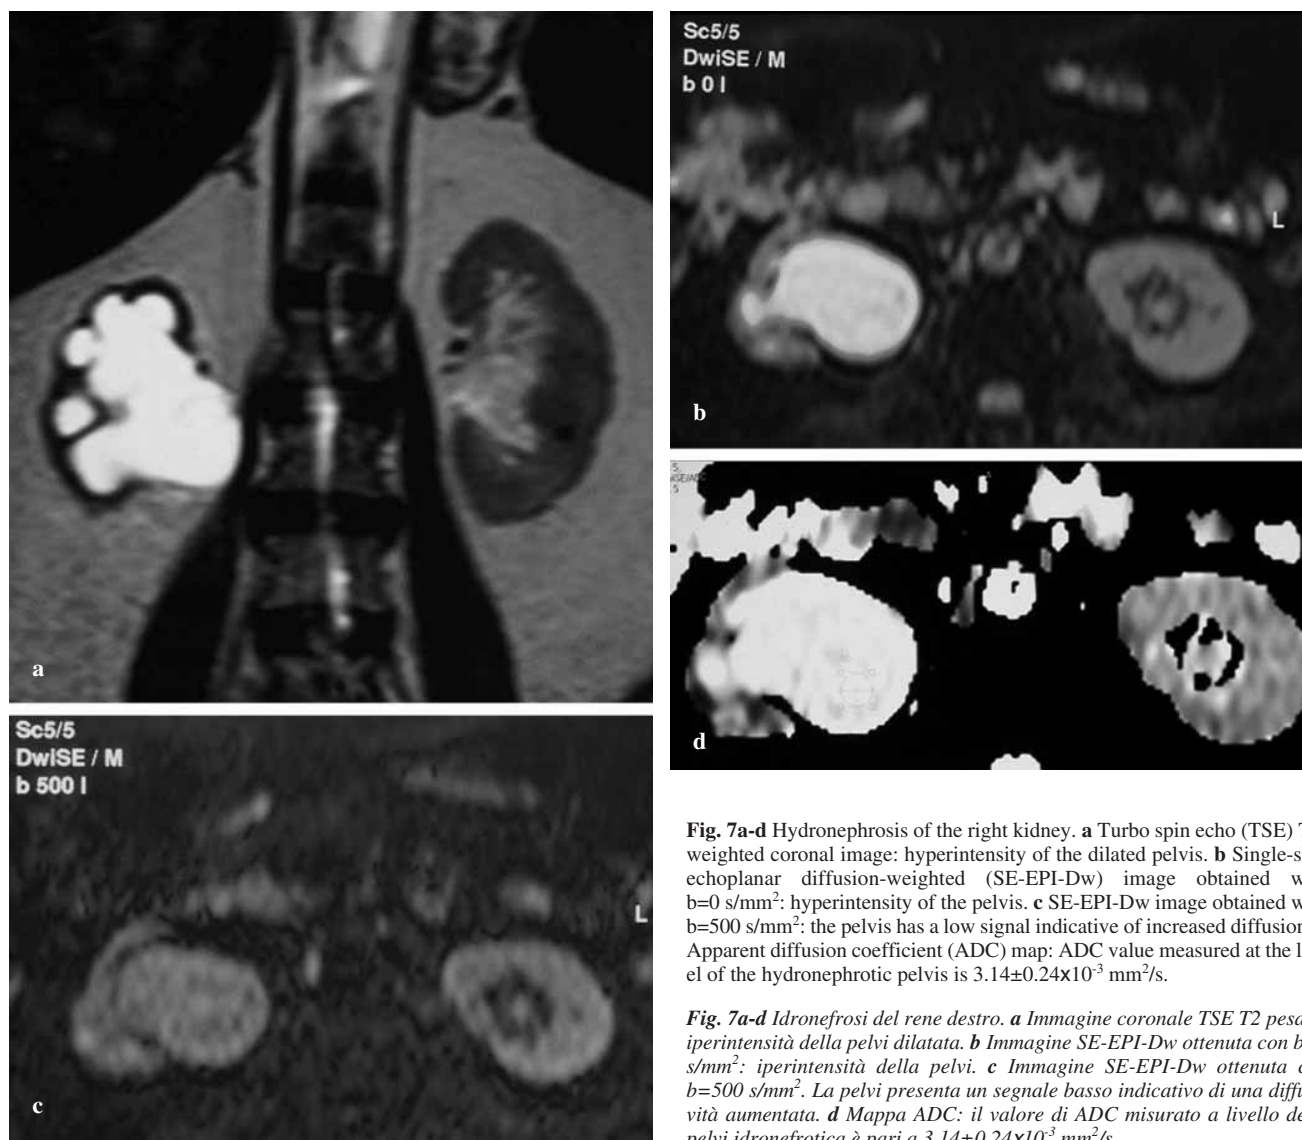 a
Sc5/5
DwiSE / M
b 0 I
L
b
Sc5/5
DwiSE / M
b 500 I
L
c
5
5
d
Fig. 7a-d Hydronephrosis of the right kidney. a Turbo spin echo (TSE)
weighted coronal image: hyperintensity of the dilated pelvis. b
echoplanar diffusion-weighted (SE-EPI-Dw) image obtained
b=0 s/mm²: hyperintensity of the pelvis. c SE-EPI-Dw image obtained
b=500 s/mm²: the pelvis has a low signal indicative of increased diffusion
Apparent diffusion coefficient (ADC) map: ADC value measured at the
el of the hydronephrotic pelvis is 3.14±0.24x10⁻³ mm²/s.
Fig. 7a-d Idronefrosi del rene destro. a Immagine coronale TSE T2
iperintensità della pelvi dilatata. b Immagine SE-EPI-Dw ottenuta con
s/mm²: iperintensità della pelvi. c Immagine SE-EPI-Dw ottenuta
b=500 s/mm². La pelvi presenta un segnale basso indicativo di una
vità aumentata. d Mappa ADC: il valore di ADC misurato a livello
pelvi idronefrotica è pari a 3.14±0.24x10⁻³ mm²/s.